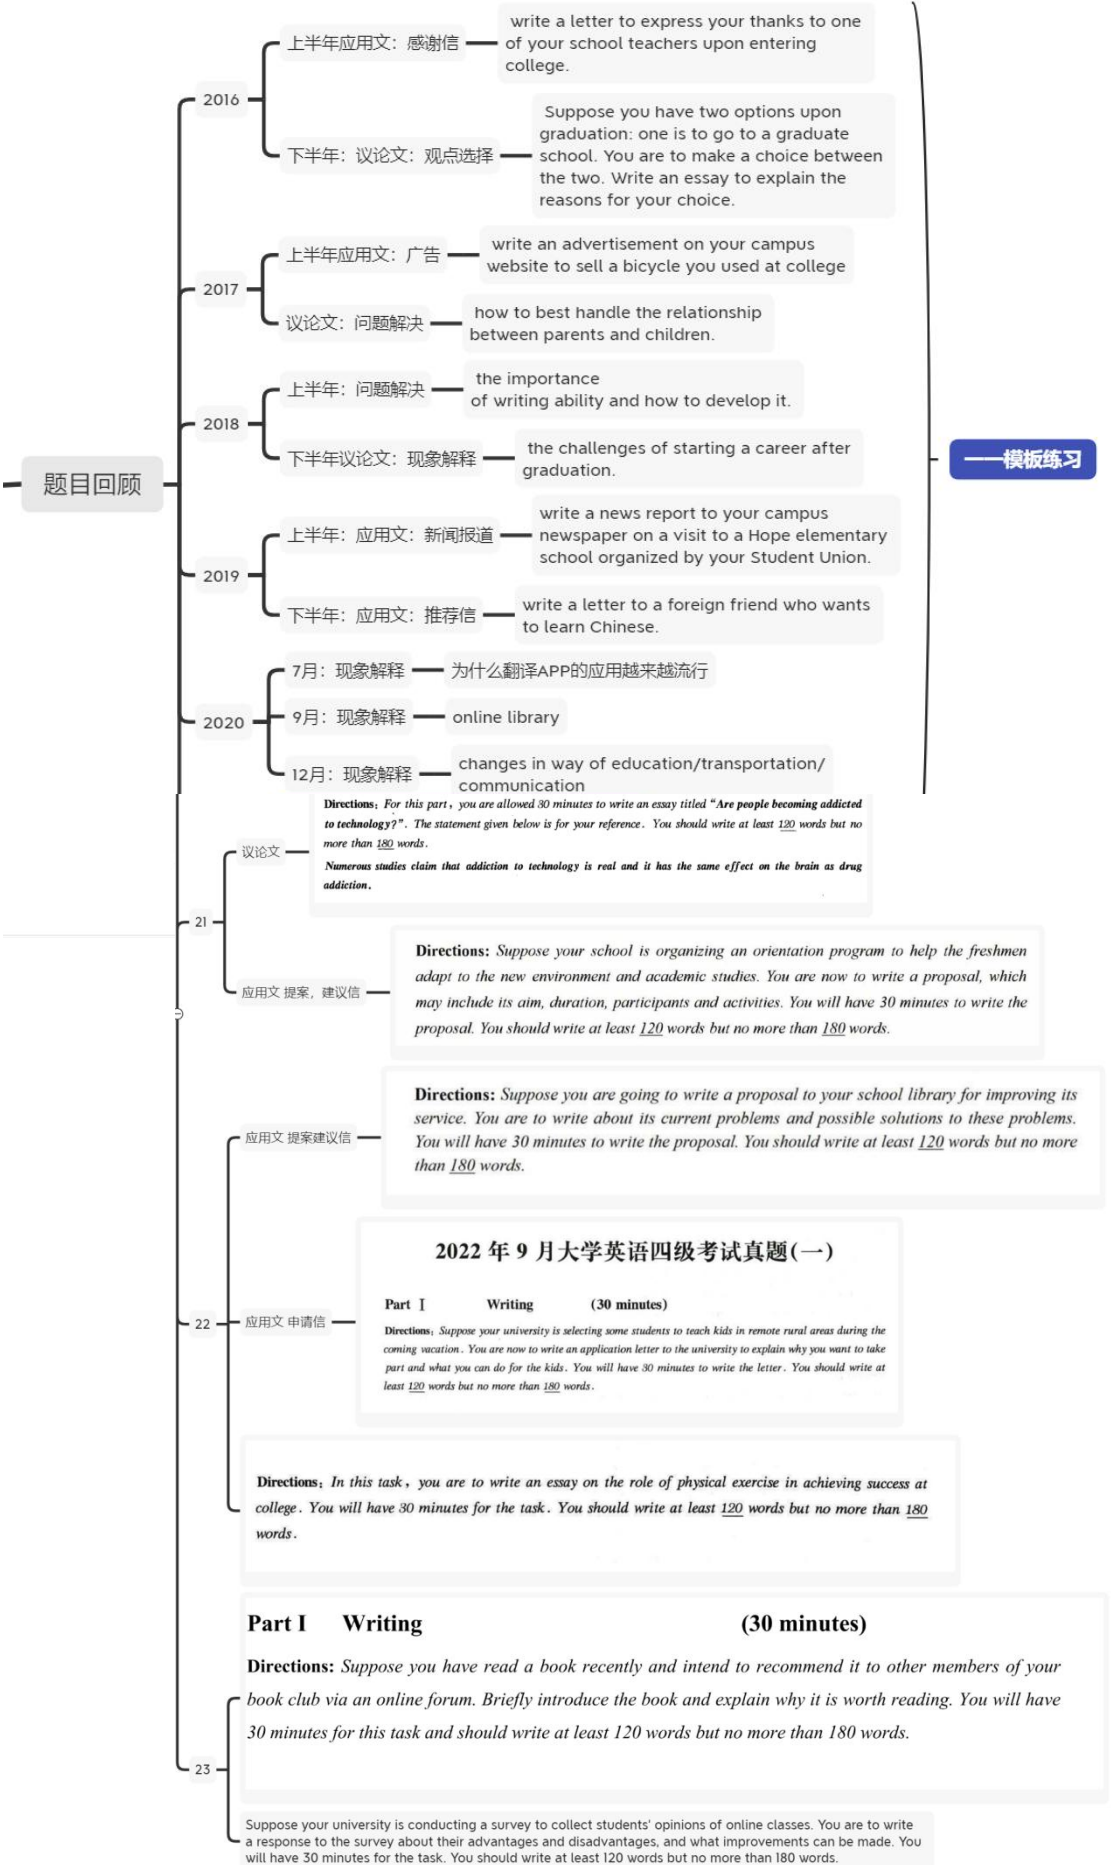 题目回顾
2016
上半年应用文：感谢信
write a letter to express your thanks to one
of your school teachers upon entering
college.
下半年：议论文：观点选择
Suppose you have two options upon
graduation: one is to go to a graduate
school. You are to make a choice between
the two. Write an essay to explain the
reasons for your choice.
2017
上半年应用文：广告
write an advertisement on your campus
website to sell a bicycle you used at college
议论文：问题解决
how to best handle the relationship
between parents and children.
2018
上半年：问题解决
the importance
of writing ability and how to develop it.
下半年议论文：现象解释
the challenges of starting a career after
graduation.
2019
上半年：应用文：新闻报道
write a news report to your campus
newspaper on a visit to a Hope elementary
school organized by your Student Union.
下半年：应用文：推荐信
write a letter to a foreign friend who wants
to learn Chinese.
2020
7月：现象解释
为什么翻译APP的应用越来越流行
9月：现象解释
online library
12月：现象解释
changes in way of education/transportation/
communication
——模板练习
21
议论文
Directions: For this part, you are allowed 30 minutes to write an essay titled “Are people becoming addicted
to technology?”. The statement given below is for your reference. You should write at least 120 words but no
more than 180 words.
Numerous studies claim that addiction to technology is real and it has the same effect on the brain as drug
addiction.
应用文 提案，建议信
Directions: Suppose your school is organizing an orientation program to help the freshmen
adapt to the new environment and academic studies. You are now to write a proposal, which
may include its aim, duration, participants and activities. You will have 30 minutes to write the
proposal. You should write at least 120 words but no more than 180 words.
22
应用文 提案建议信
Directions: Suppose you are going to write a proposal to your school library for improving its
service. You are to write about its current problems and possible solutions to these problems.
You will have 30 minutes to write the proposal. You should write at least 120 words but no more
than 180 words.
应用文 申请信
2022 年 9 月大学英语四级考试真题(一)
Part Ⅰ Writing (30 minutes)
Directions: Suppose your university is selecting some students to teach kids in remote rural areas during the
coming vacation. You are now to write an application letter to the university to explain why you want to take
part and what you can do for the kids. You will have 30 minutes to write the letter. You should write at
least 120 words but no more than 180 words.
Directions: In this task, you are to write an essay on the role of physical exercise in achieving success at
college. You will have 30 minutes for the task. You should write at least 120 words but no more than 180
words.
23
Part I Writing (30 minutes)
Directions: Suppose you have read a book recently and intend to recommend it to other members of your
book club via an online forum. Briefly introduce the book and explain why it is worth reading. You will have
30 minutes for this task and should write at least 120 words but no more than 180 words.
Suppose your university is conducting a survey to collect students' opinions of online classes. You are to write
a response to the survey about their advantages and disadvantages, and what improvements can be made. You
will have 30 minutes for the task. You should write at least 120 words but no more than 180 words.